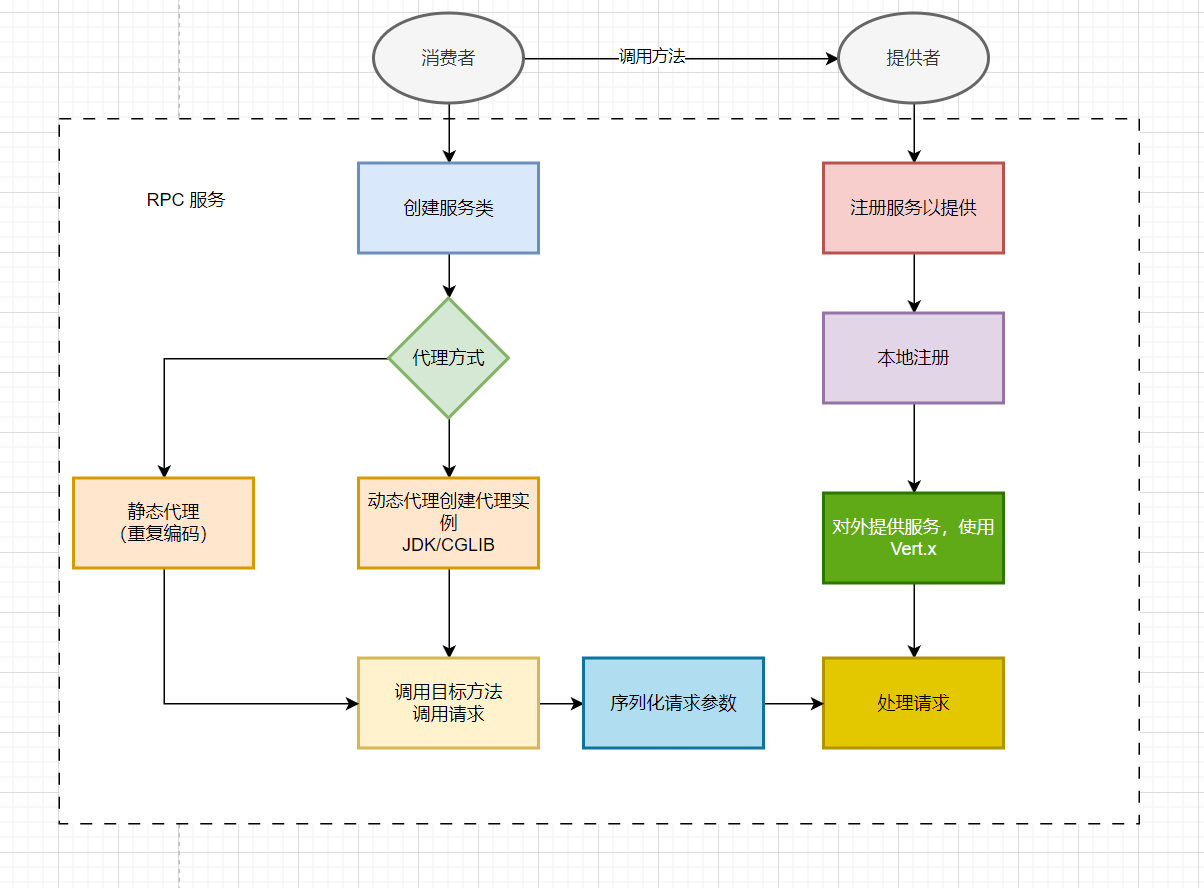 消费者
调用方法
提供者
RPC 服务
创建服务类
注册服务以提供
代理方式
本地注册
静态代理
（重复编码）
动态代理创建代理实
例
JDK/CGLIB
对外提供服务，使用
Vert.x
调用目标方法
调用请求
序列化请求参数
处理请求